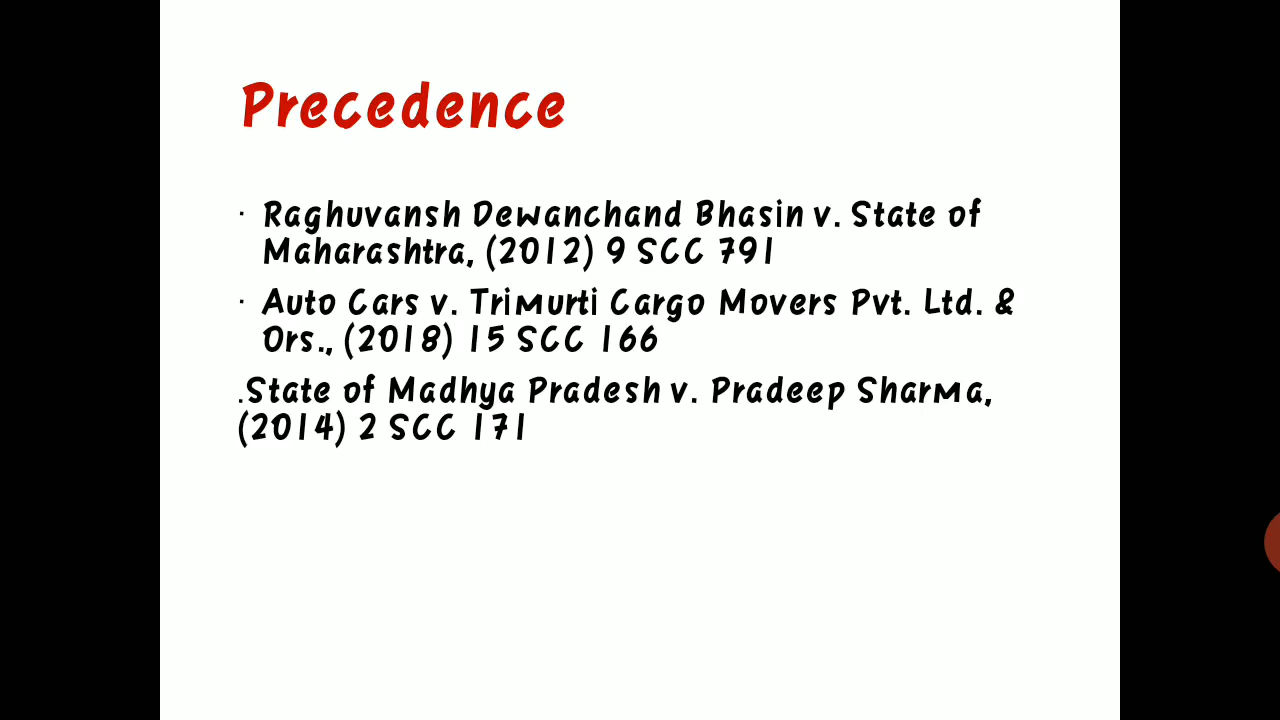 Precedence
· Raghuvansh Dewanchand Bhasin v. State of
Maharashtra, (2012) 9 SCC 791
· Auto Cars v. Trimurti Cargo Movers Pvt. Ltd. &
Ors., (2018) 15 SCC 166
.State of Madhya Pradesh v. Pradeep Sharma,
(2014) 2 SCC 171